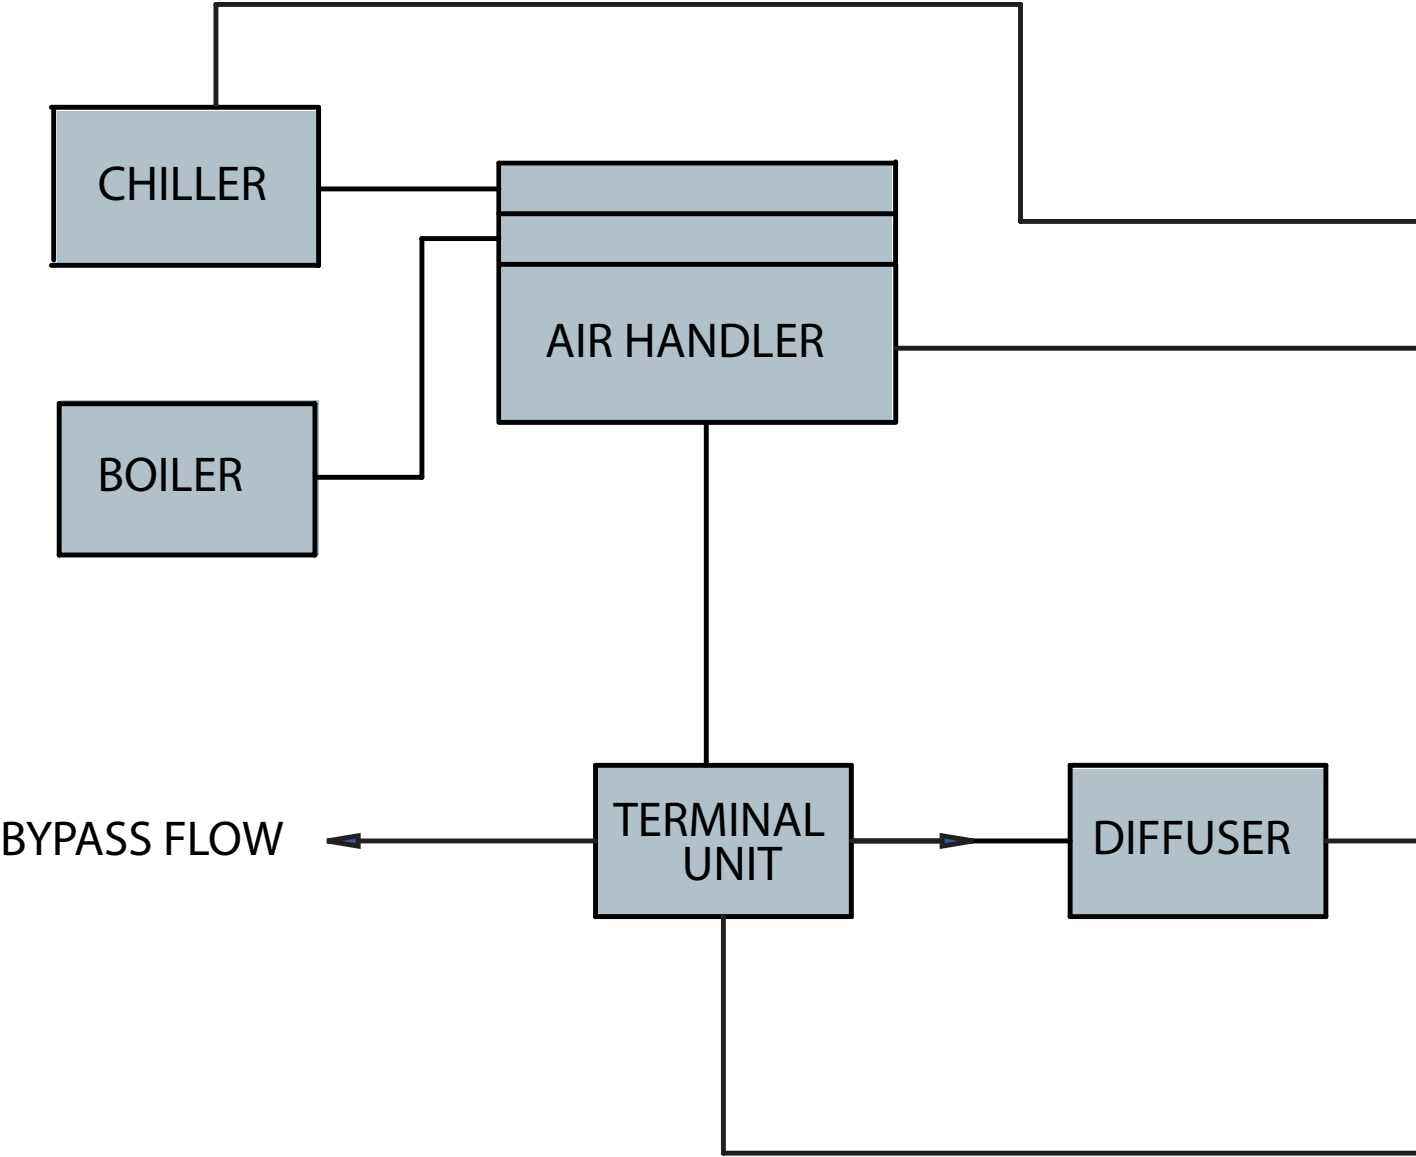 CHILLER
AIR HANDLER
BOILER
BYPASS FLOW
TERMINAL
UNIT
DIFFUSER